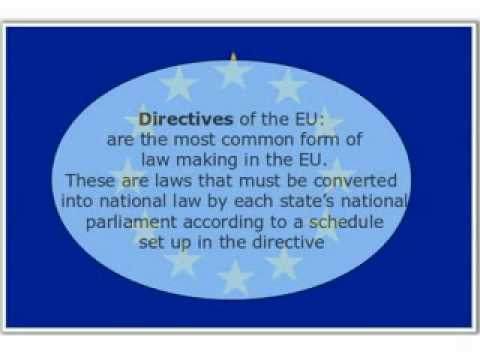 Directives of the EU:
are the most common form of
law making in the EU.
These are laws that must be converted
into national law by each state's national
parliament according to a schedule
set up in the directive